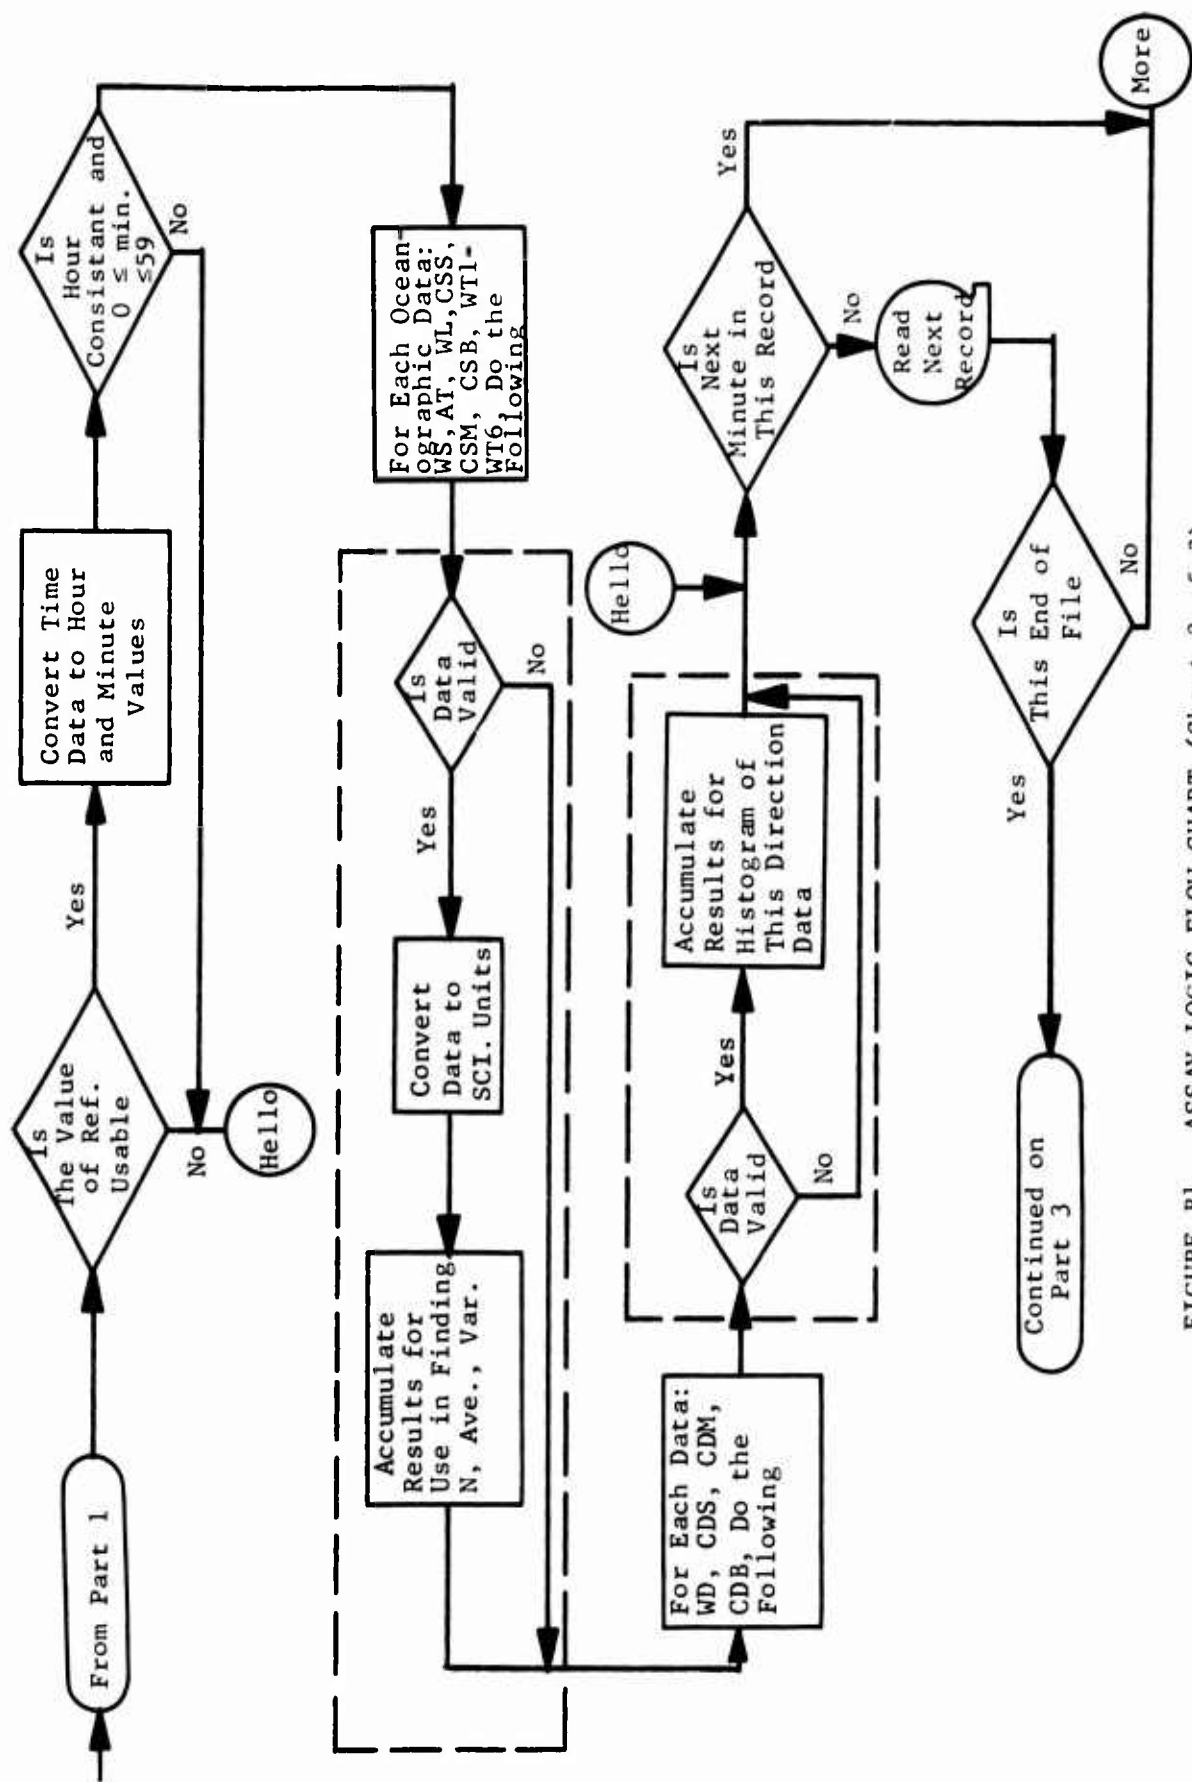 From Part 1
Is
The Value
of Ref.
Usable
Yes
No
Hello
Convert Time
Data to Hour
and Minute
Values
Is
Hour
Consistant and
0 ≤ min.
≤59
No
For Each Ocean-
ographic Data:
WS, AT, WL, CSS,
CSM, CSB, WT1-
WT6, Do the
Following
Is
Data
Valid
Yes
No
Convert
Data to
SCI. Units
Accumulate
Results for
Use in Finding
N, Ave., Var.
For Each Data:
WD, CDS, CDM,
CDB, Do the
Following
Is
Data
Valid
Yes
No
Accumulate
Results for
Histogram of
This Direction
Data
Hello
Is
Next
Minute in
This Record
Yes
No
Read
Next
Record
Is
This End of
File
Yes
No
More
Continued on
Part 3